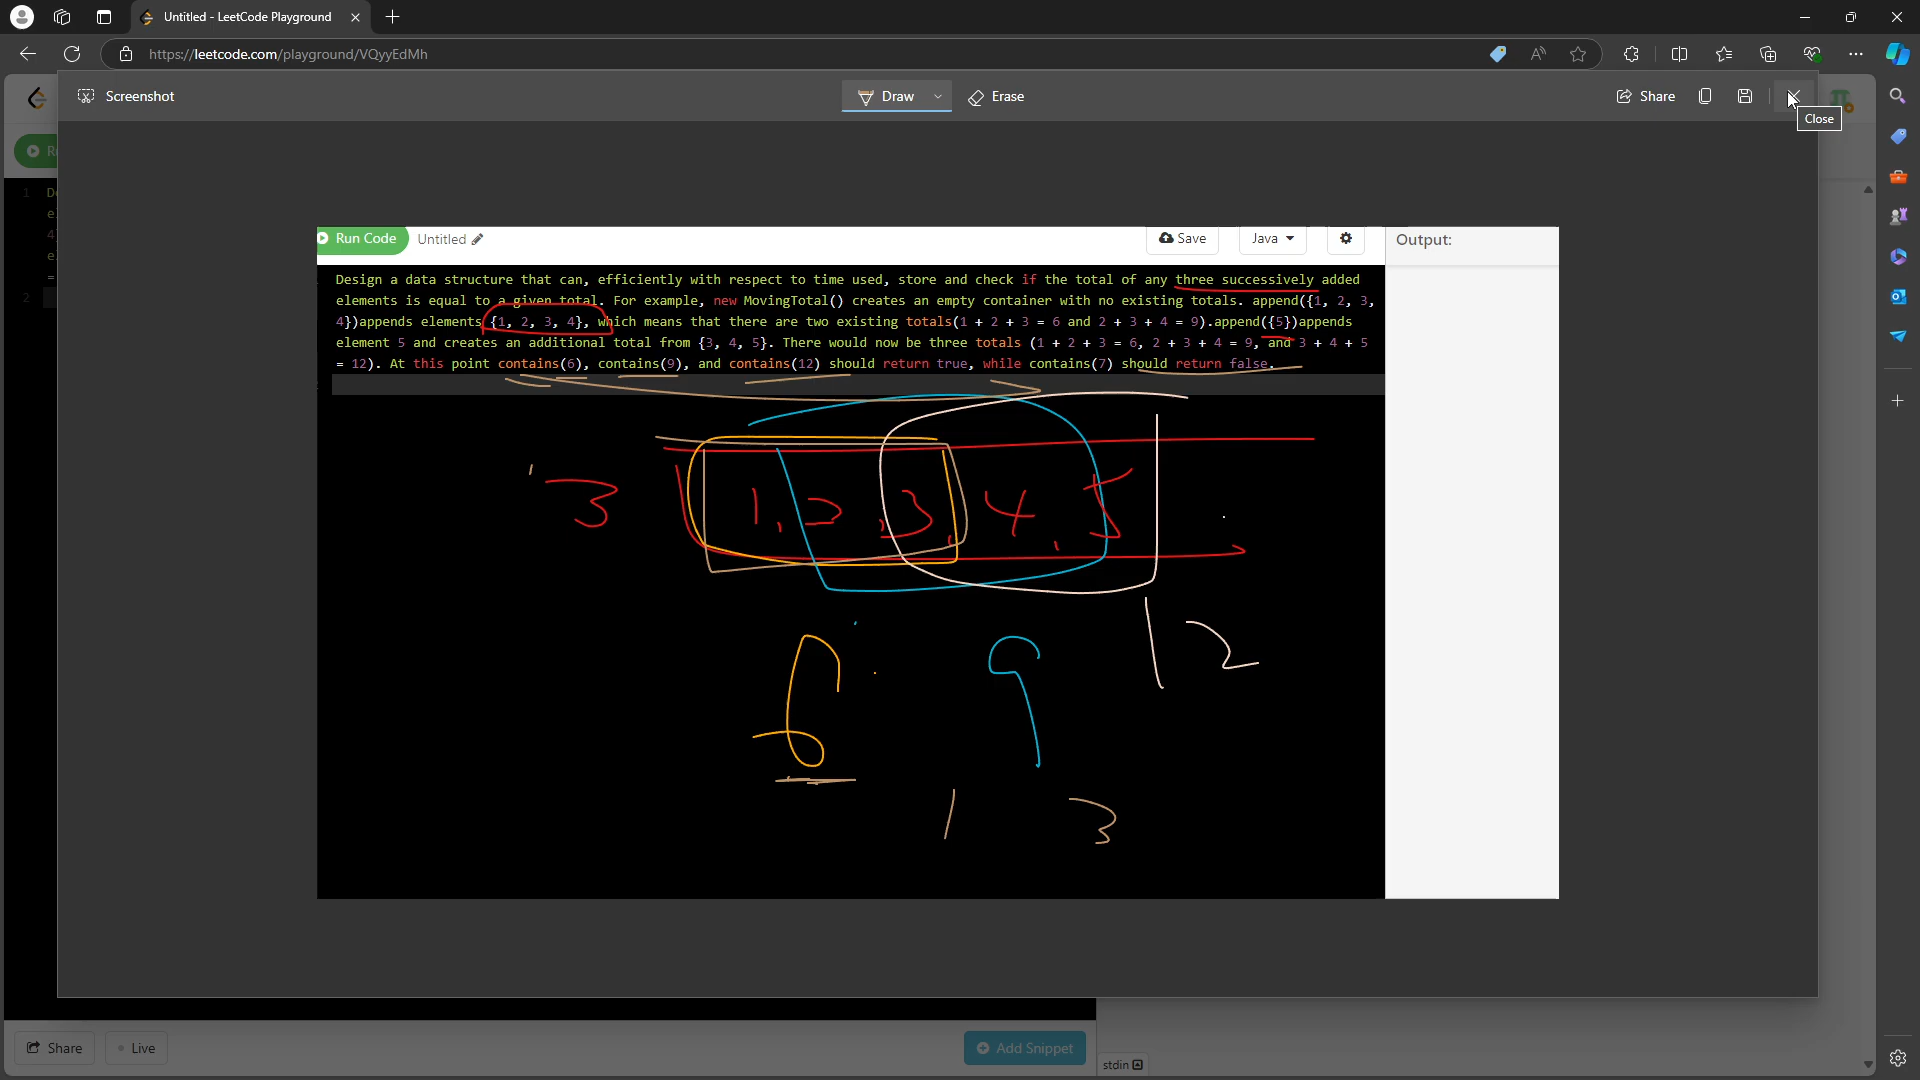 Untitled - LeetCode Playground
https://leetcode.com/playground/VQyyEdMh
Screenshot
Draw
Erase
Share
Close
Run Code
Untitled
Save
Java
Output:
Design a data structure that can, efficiently with respect to time used, store and check if the total of any three successively added
elements is equal to a given total. For example, new MovingTotal() creates an empty container with no existing totals. append({1, 2, 3,
4})appends elements {1, 2, 3, 4}, which means that there are two existing totals(1 + 2 + 3 = 6 and 2 + 3 + 4 = 9).append({5})appends
element 5 and creates an additional total from {3, 4, 5}. There would now be three totals (1 + 2 + 3 = 6, 2 + 3 + 4 = 9, and 3 + 4 + 5
= 12). At this point contains(6), contains(9), and contains(12) should return true, while contains(7) should return false.
3 1, 2, 3, 4, 5
6 9 12
1 3
1
2
Share
Live
Add Snippet
stdin